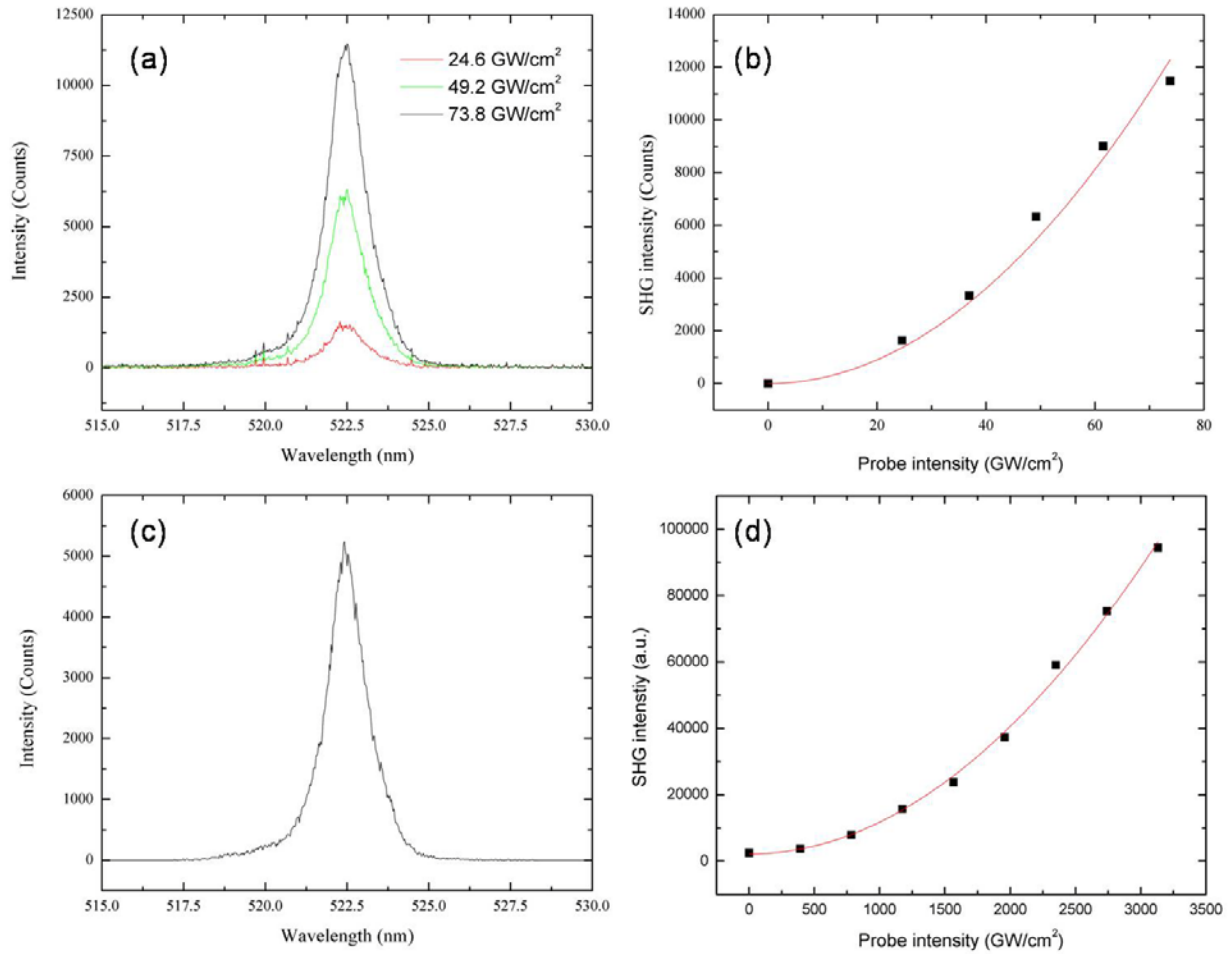 (a)
24.6 GW/cm²
49.2 GW/cm²
73.8 GW/cm²
12500
10000
7500
5000
2500
0
515.0 517.5 520.0 522.5 525.0 527.5 530.0
Intensity (Counts)
Wavelength (nm)
(b)
14000
12000
10000
8000
6000
4000
2000
0
0 20 40 60 80
SHG intensity (Counts)
Probe intensity (GW/cm²)
(c)
6000
5000
4000
3000
2000
1000
0
515.0 517.5 520.0 522.5 525.0 527.5 530.0
Intensity (Counts)
Wavelength (nm)
(d)
100000
80000
60000
40000
20000
0
0 500 1000 1500 2000 2500 3000 3500
SHG intenstiy (a.u.)
Probe intensity (GW/cm²)